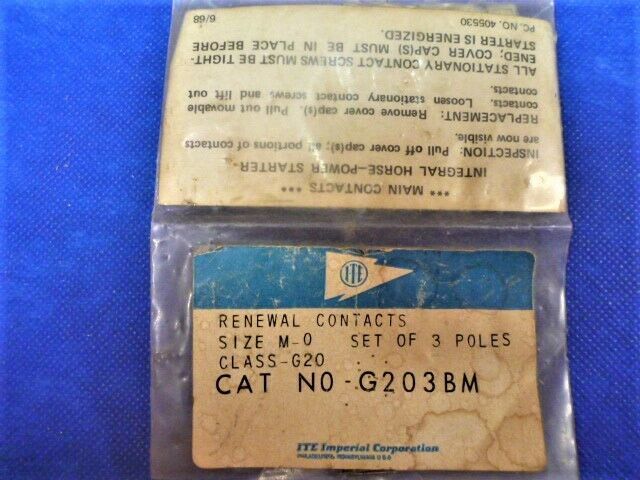 *** MAIN CONTACTS ***
INTEGRAL HORSE-POWER STARTER-
INSPECTION: Pull off cover cap(s); all portions of contacts
are now visible.
REPLACEMENT: Remove cover cap(s). Pull out movable
contacts. Loosen stationary contact screws and lift out
contacts.
ALL STATIONARY CONTACT SCREWS MUST BE TIGHT-
ENED; COVER CAP(S) MUST BE IN PLACE BEFORE
STARTER IS ENERGIZED.
PC. NO. 405530 6/68
ITE
RENEWAL CONTACTS
SIZE M-0 SET OF 3 POLES
CLASS-G20
CAT NO-G203BM
ITE Imperial Corporation
PHILADELPHIA, PENNSYLVANIA U S A